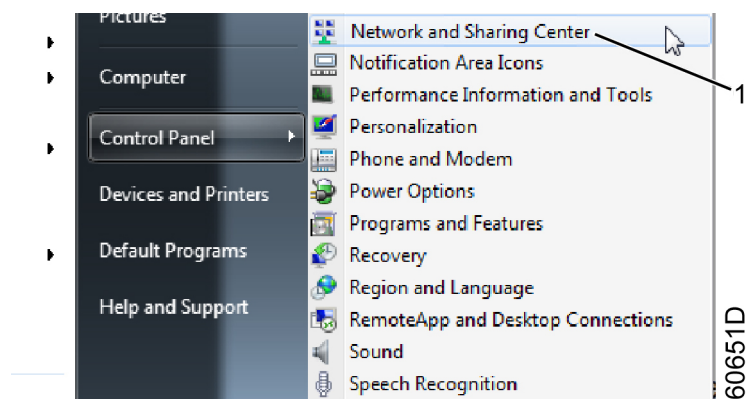 Pictures
Computer
Control Panel
Devices and Printers
Default Programs
Help and Support
Network and Sharing Center
Notification Area Icons
Performance Information and Tools
Personalization
Phone and Modem
Power Options
Programs and Features
Recovery
Region and Language
RemoteApp and Desktop Connections
Sound
Speech Recognition
1
60651D